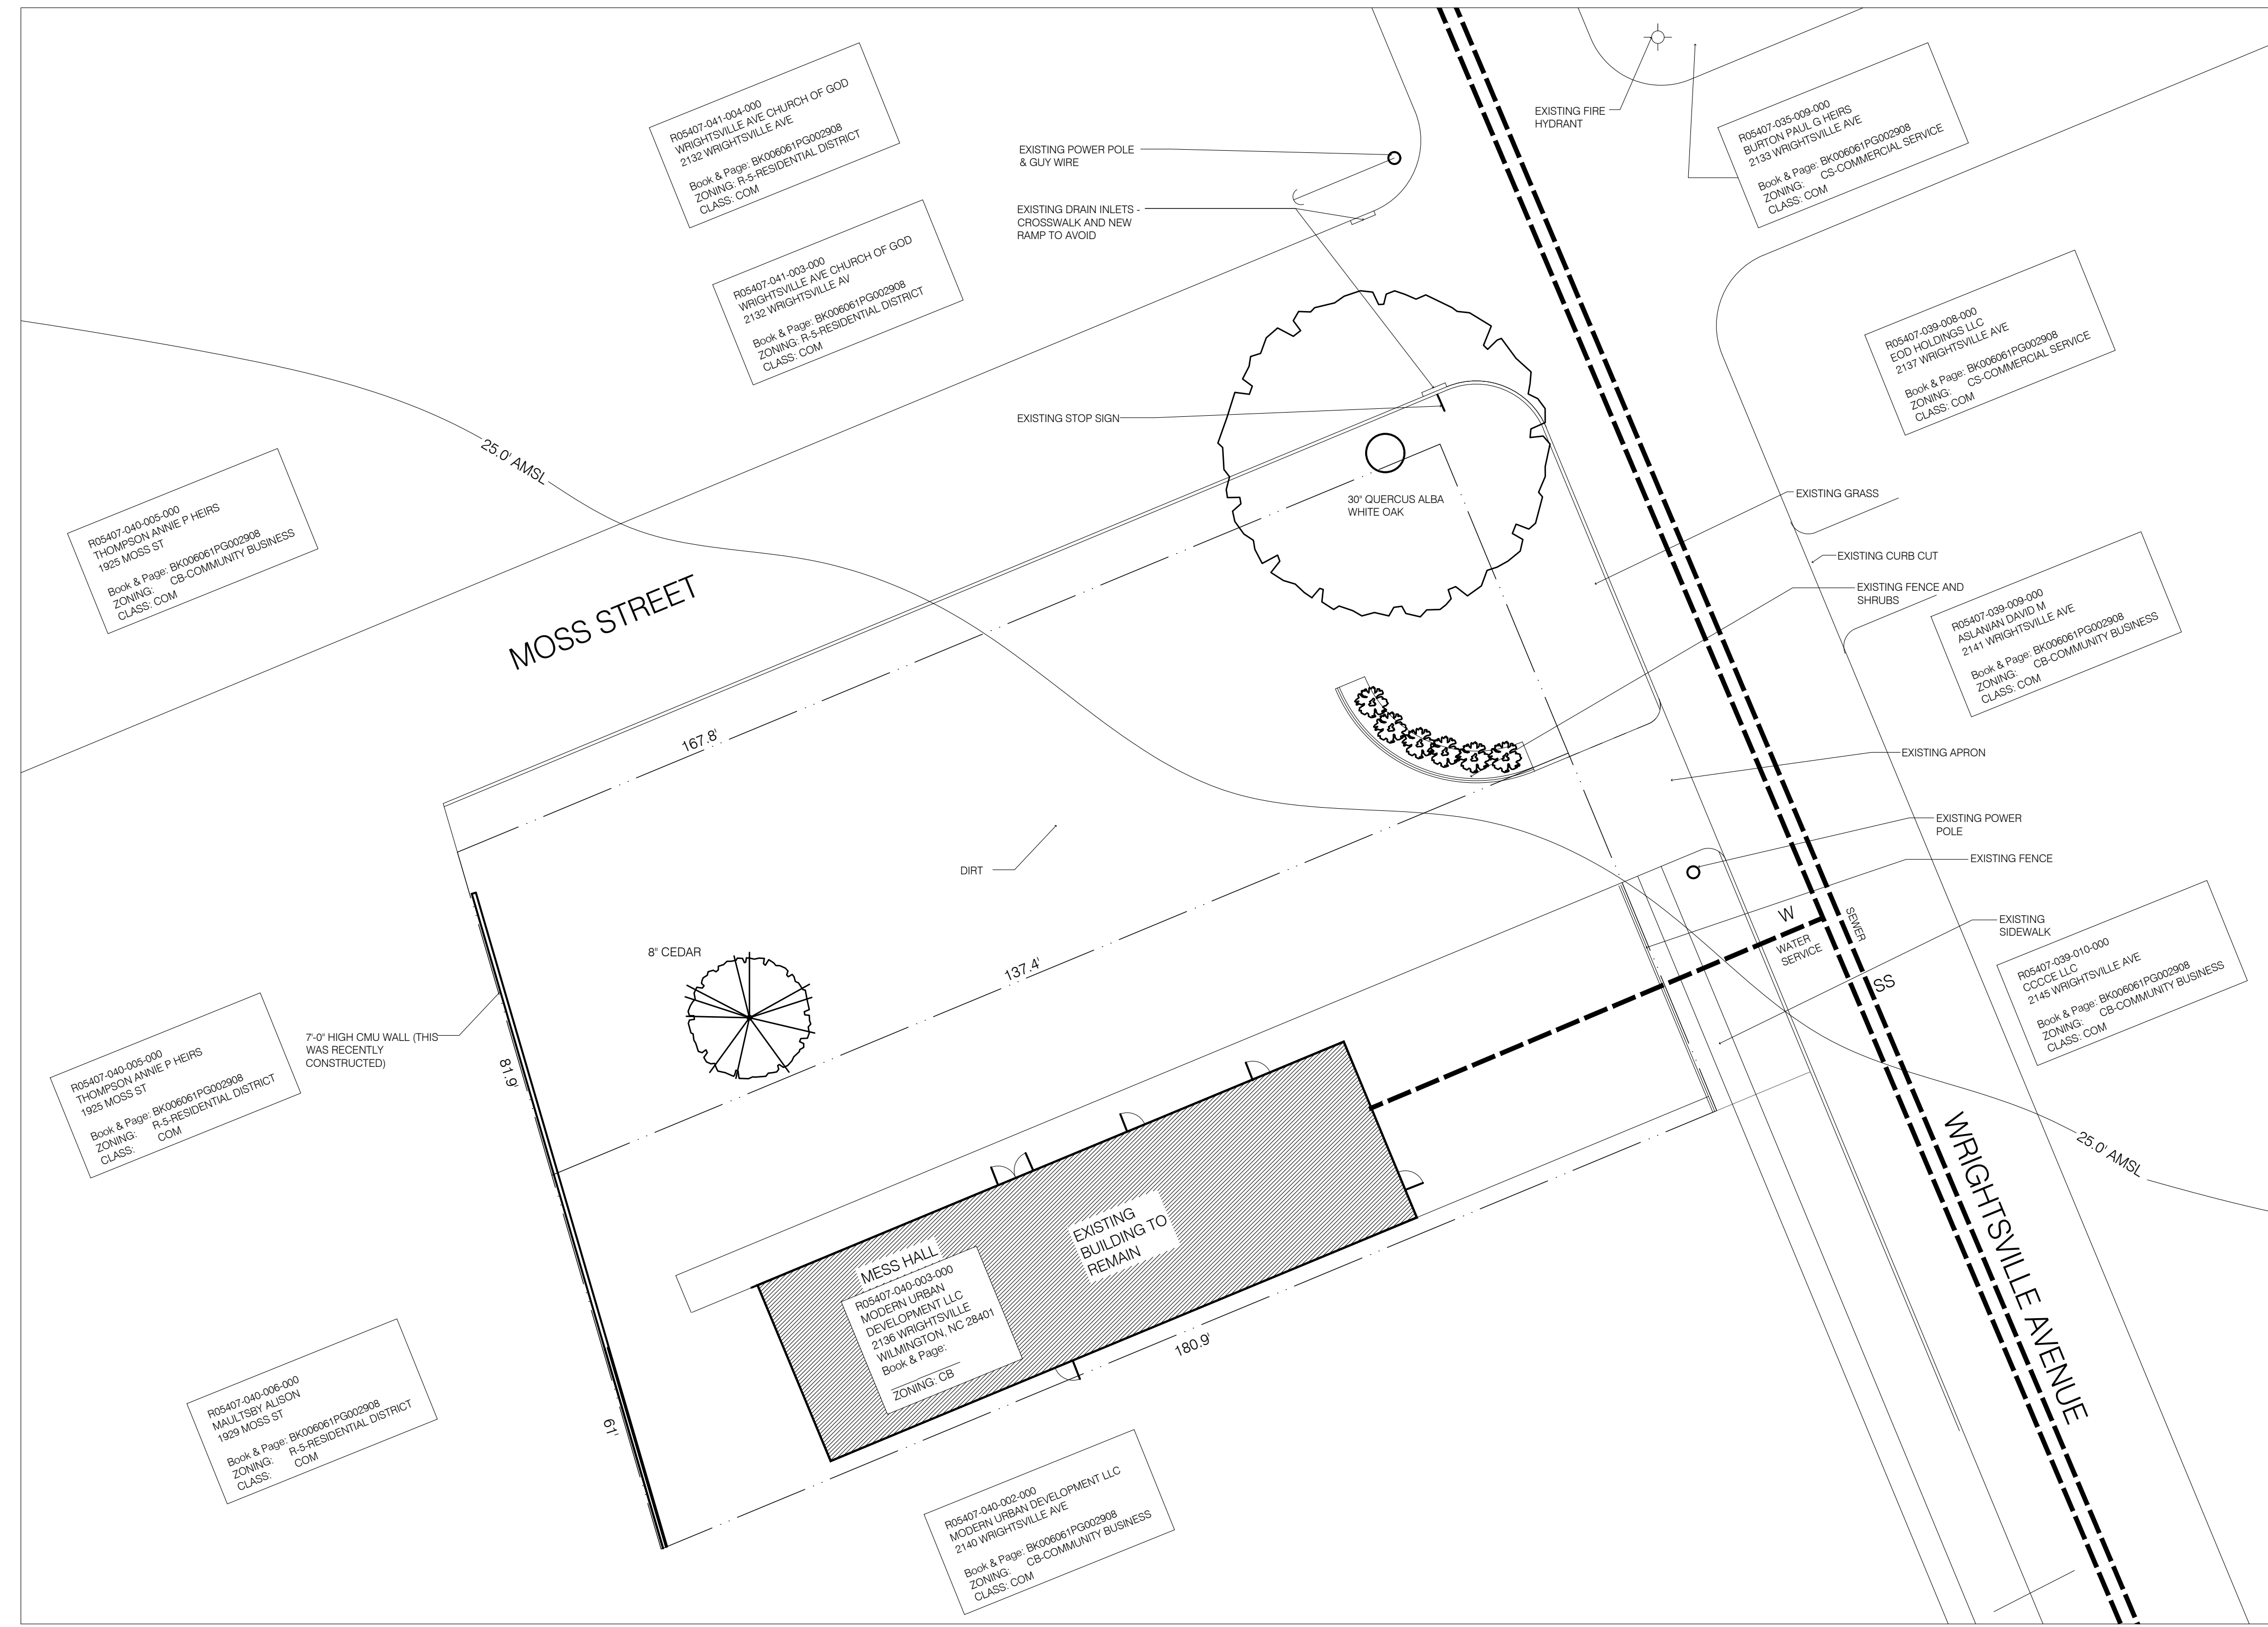 R05407-041-004-000
WRIGHTSVILLE AVE CHURCH OF GOD
2132 WRIGHTSVILLE AVE
Book & Page: BK006061PG002908
ZONING: R-5-RESIDENTIAL DISTRICT
CLASS: COM
R05407-041-003-000
WRIGHTSVILLE AVE CHURCH OF GOD
2132 WRIGHTSVILLE AV
Book & Page: BK006061PG002908
ZONING: R-5-RESIDENTIAL DISTRICT
CLASS: COM
EXISTING POWER POLE
& GUY WIRE
EXISTING DRAIN INLETS -
CROSSWALK AND NEW
RAMP TO AVOID
EXISTING STOP SIGN
EXISTING FIRE
HYDRANT
R05407-035-009-000
BURTON PAUL G HEIRS
2133 WRIGHTSVILLE AVE
Book & Page: BK006061PG002908
ZONING: CS-COMMERCIAL SERVICE
CLASS: COM
R05407-039-008-000
EOD HOLDINGS LLC
2137 WRIGHTSVILLE AVE
Book & Page: BK006061PG002908
ZONING: CS-COMMERCIAL SERVICE
CLASS: COM
25.0' AMSL
R05407-040-005-000
THOMPSON ANNIE P HEIRS
1925 MOSS ST
Book & Page: BK006061PG002908
ZONING: CB-COMMUNITY BUSINESS
CLASS: COM
MOSS STREET
30" QUERCUS ALBA
WHITE OAK
EXISTING GRASS
EXISTING CURB CUT
EXISTING FENCE AND
SHRUBS
R05407-039-009-000
ASLANIAN DAVID M
2141 WRIGHTSVILLE AVE
Book & Page: BK006061PG002908
ZONING: CB-COMMUNITY BUSINESS
CLASS: COM
167.8'
EXISTING APRON
EXISTING POWER
POLE
EXISTING FENCE
DIRT
EXISTING
SIDEWALK
W
WATER
SERVICE
SEWER
SS
R05407-039-010-000
CCCCE LLC
2145 WRIGHTSVILLE AVE
Book & Page: BK006061PG002908
ZONING: CB-COMMUNITY BUSINESS
CLASS: COM
8" CEDAR
137.4'
7'-0" HIGH CMU WALL (THIS
WAS RECENTLY
CONSTRUCTED)
81.9'
R05407-040-005-000
THOMPSON ANNIE P HEIRS
1925 MOSS ST
Book & Page: BK006061PG002908
ZONING: R-5-RESIDENTIAL DISTRICT
CLASS: COM
25.0' AMSL
WRIGHTSVILLE AVENUE
EXISTING
BUILDING TO
REMAIN
MESS HALL
R05407-040-003-000
MODERN URBAN
DEVELOPMENT LLC
2136 WRIGHTSVILLE
WILMINGTON, NC 28401
Book & Page:
ZONING: CB
180.9'
61'
R05407-040-006-000
MAULTSBY ALISON
1929 MOSS ST
Book & Page: BK006061PG002908
ZONING: R-5-RESIDENTIAL DISTRICT
CLASS: COM
R05407-040-002-000
MODERN URBAN DEVELOPMENT LLC
2140 WRIGHTSVILLE AVE
Book & Page: BK006061PG002908
ZONING: CB-COMMUNITY BUSINESS
CLASS: COM